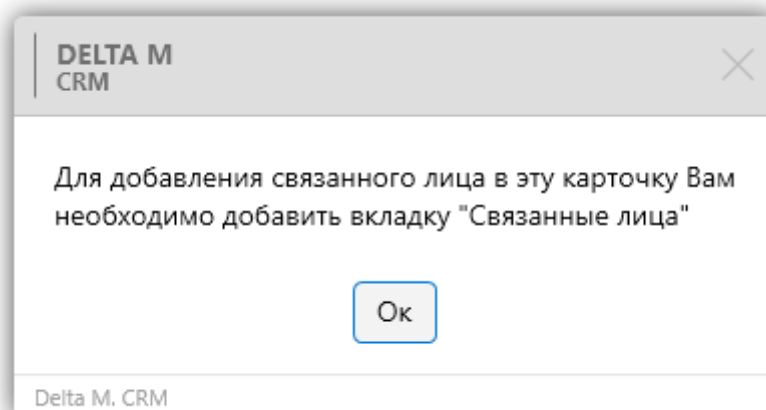 DELTA M
CRM
Для добавления связанного лица в эту карточку Вам
необходимо добавить вкладку "Связанные лица"
Ок
Delta M. CRM